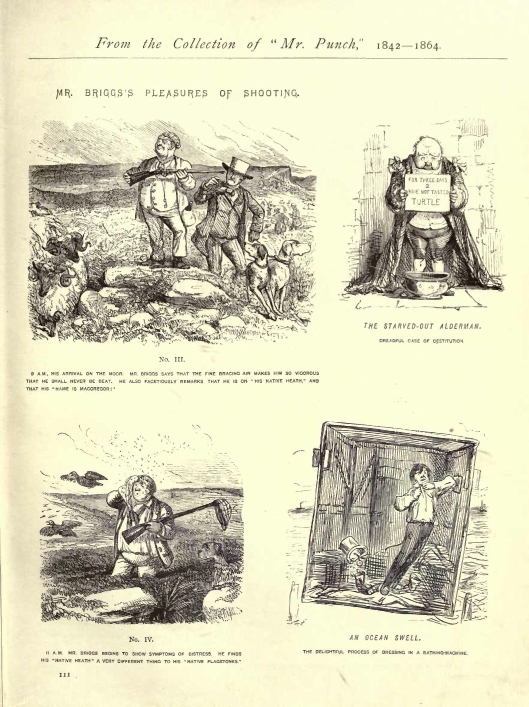 From the Collection of "Mr. Punch," 1842—1864.
MR. BRIGGS'S PLEASURES OF SHOOTING.
FOR THREE DAYS
I
HAVE NOT TASTED
TURTLE
THE STARVED-OUT ALDERMAN.
DREADFUL CASE OF DESTITUTION.
No. III.
9 A.M., HIS ARRIVAL ON THE MOOR. MR. BRIGGS SAYS THAT THE FINE BRACING AIR MAKES HIM SO VIGOROUS
THAT HE SHALL NEVER BE BEAT. HE ALSO FACETIOUSLY REMARKS THAT HE IS ON "HIS NATIVE HEATH," AND
THAT HIS "NAME IS MACGREGOR!"
No. IV.
11 A.M. MR. BRIGGS BEGINS TO SHOW SYMPTOMS OF DISTRESS. HE FINDS
HIS "NATIVE HEATH" A VERY DIFFERENT THING TO HIS "NATIVE FLAGSTONES."
AN OCEAN SWELL.
THE DELIGHTFUL PROCESS OF DRESSING IN A BATHING-MACHINE.
III